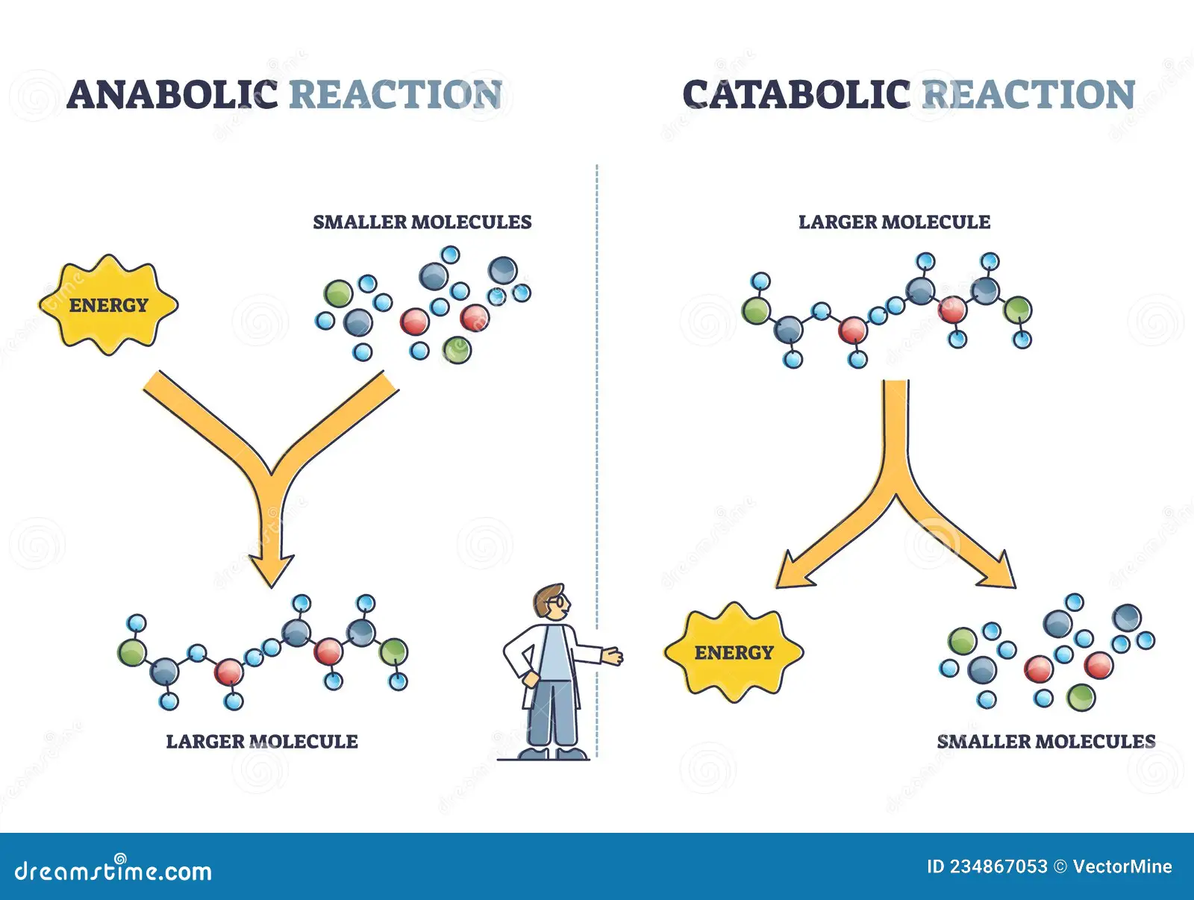 ANABOLIC REACTION
SMALLER MOLECULES
ENERGY
LARGER MOLECULE
CATABOLIC REACTION
LARGER MOLECULE
ENERGY
SMALLER MOLECULES
dreamstime.com
ID 234867053 © VectorMine
dreamstime